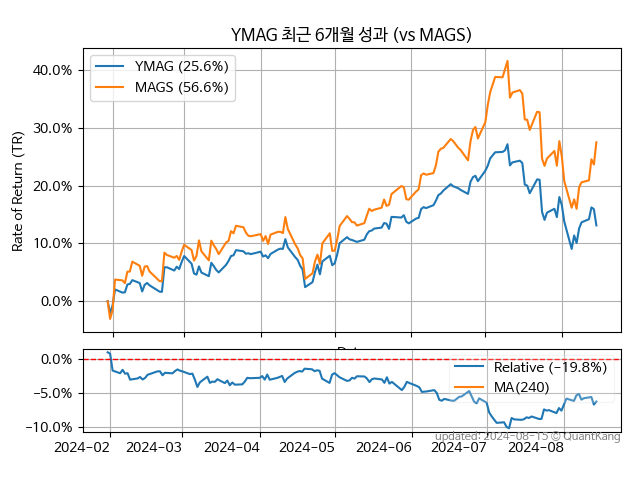 YMAG 최근 6개월 성과 (vs MAGS)
YMAG (25.6%)
MAGS (56.6%)
Rate of Return (TR)
40.0%
30.0%
20.0%
10.0%
0.0%
0.0%
−5.0%
−10.0%
Relative (−19.8%)
MA(240)
2024−02
2024−03
2024−04
2024−05
2024−06
2024−07
2024−08
updated: 2024−08−15 © QuantKang